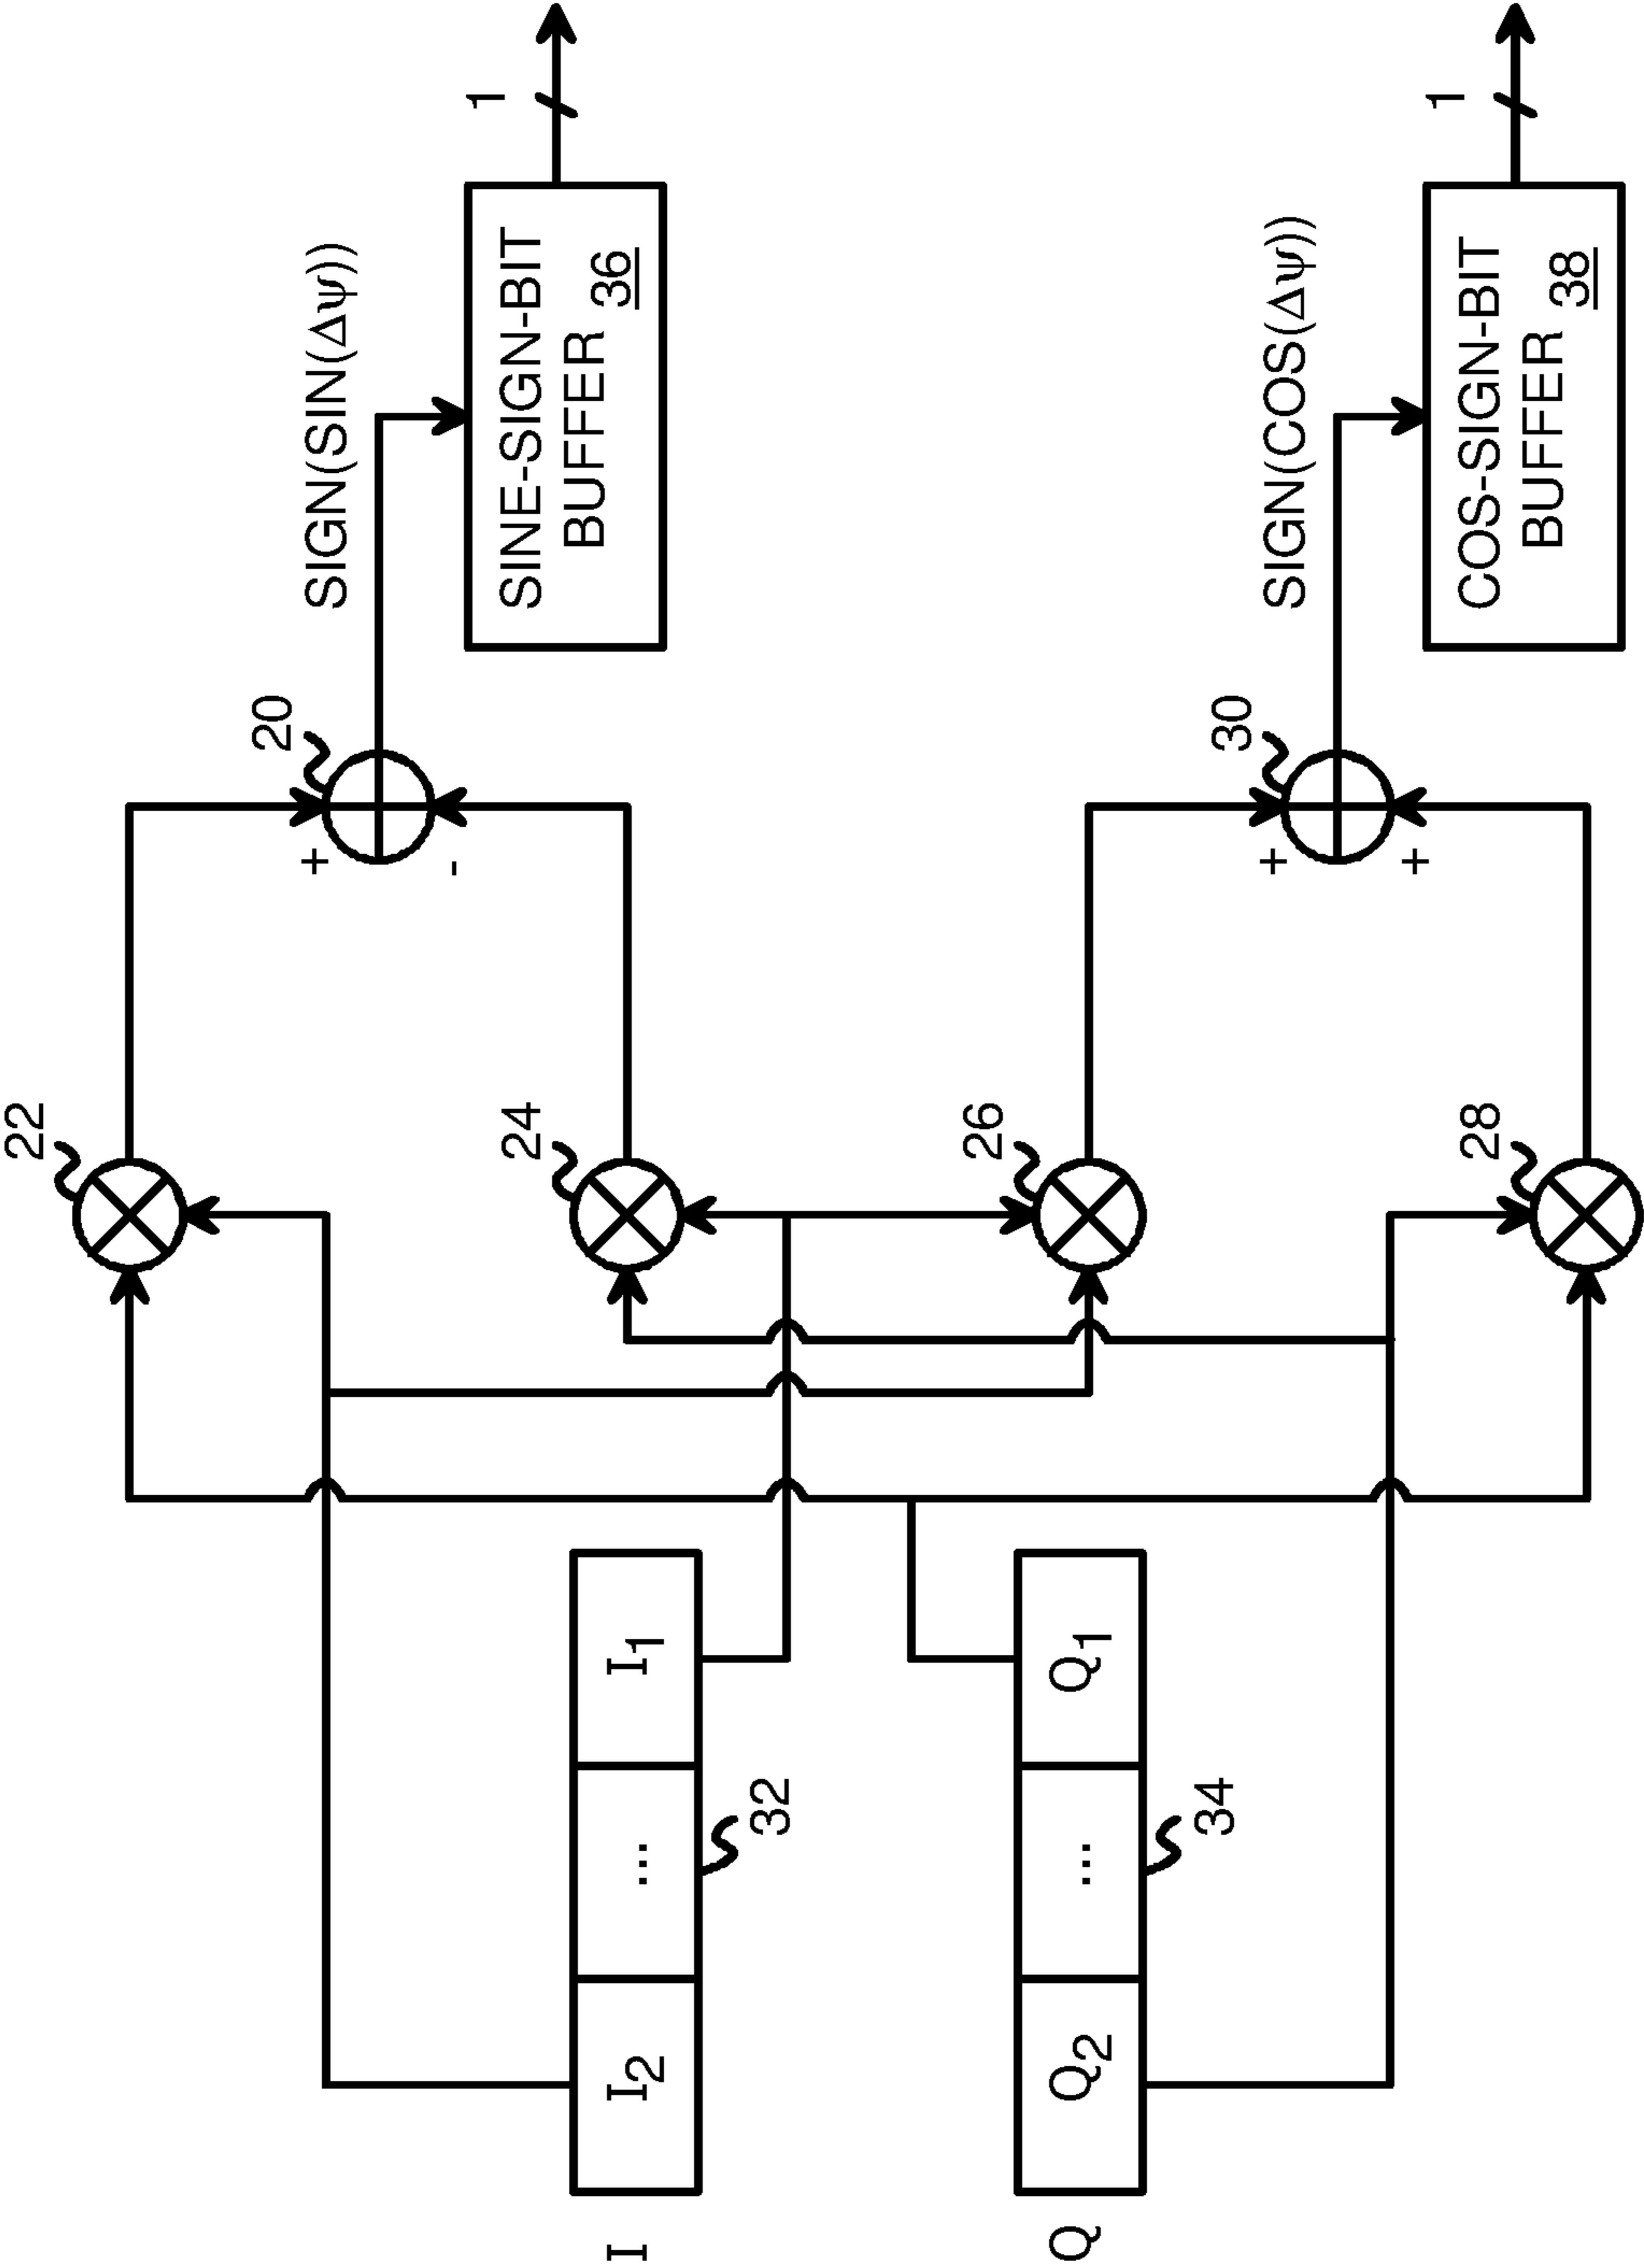 22
20
+
SIGN(SIN(Δψ))
-
1
24
SINE-SIGN-BIT
BUFFER 36
I
I2
...
I1
32
26
Q
Q2
...
Q1
34
30
+
SIGN(COS(Δψ))
+
1
28
COS-SIGN-BIT
BUFFER 38